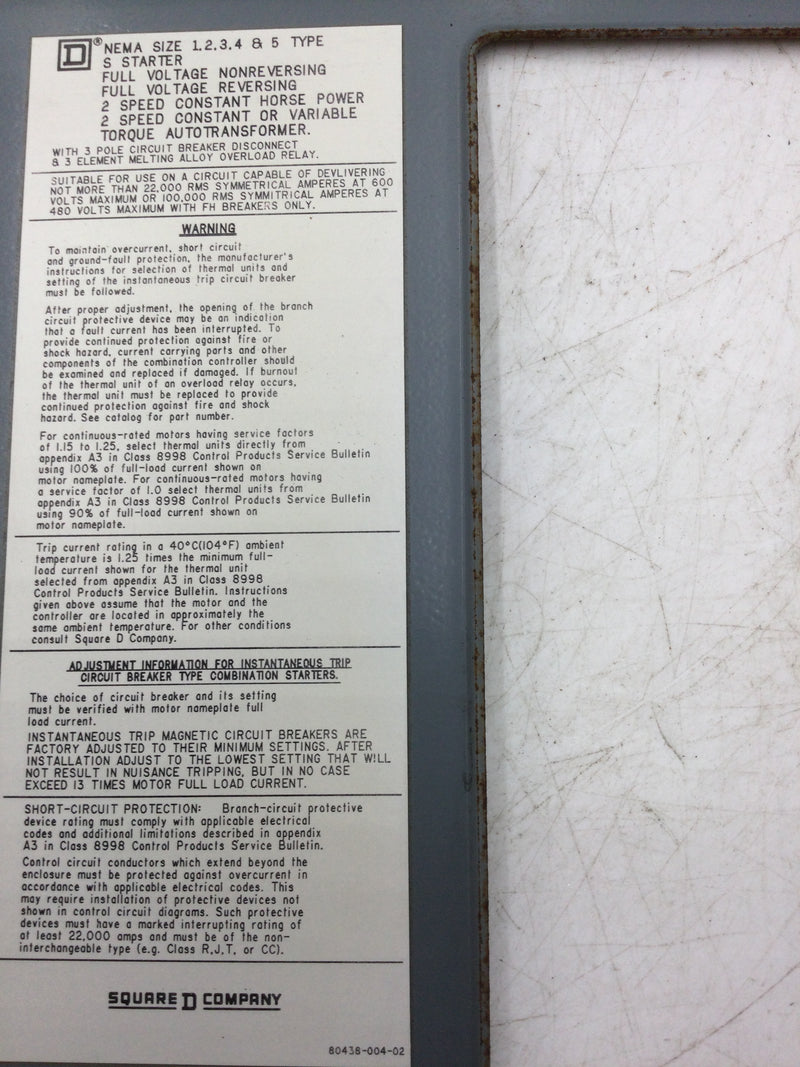 D® NEMA SIZE 1,2,3,4 & 5 TYPE
S STARTER
FULL VOLTAGE NONREVERSING
FULL VOLTAGE REVERSING
2 SPEED CONSTANT HORSE POWER
2 SPEED CONSTANT OR VARIABLE
TORQUE AUTOTRANSFORMER.
WITH 3 POLE CIRCUIT BREAKER DISCONNECT
& 3 ELEMENT MELTING ALLOY OVERLOAD RELAY.
SUITABLE FOR USE ON A CIRCUIT CAPABLE OF DEVLIVERING
NOT MORE THAN 22,000 RMS SYMMETRICAL AMPERES AT 600
VOLTS MAXIMUM OR 100,000 RMS SYMMITRICAL AMPERES AT
480 VOLTS MAXIMUM WITH FH BREAKERS ONLY.
WARNING
To maintain overcurrent, short circuit
and ground-fault protection, the manufacturer's
instructions for selection of thermal units and
setting of the instantaneous trip circuit breaker
must be followed.
After proper adjustment, the opening of the branch
circuit protective device may be an indication
that a fault current has been interrupted. To
provide continued protection against fire or
shock hazard, current carrying parts and other
components of the combination controller should
be examined and replaced if damaged. If burnout
of the thermal unit of an overload relay occurs,
the thermal unit must be replaced to provide
continued protection against fire and shock
hazard. See catalog for part number.
For continuous-rated motors having service factors
of 1.15 to 1.25, select thermal units directly from
appendix A3 in Class 8998 Control Products Service Bulletin
using 100% of full-load current shown on
motor nameplate. For continuous-rated motors having
a service factor of 1.0 select thermal units from
appendix A3 in Class 8998 Control Products Service Bulletin
using 90% of full-load current shown on
motor nameplate.
Trip current rating in a 40°C(104°F) ambient
temperature is 1.25 times the minimum full-
load current shown for the thermal unit
selected from appendix A3 in Class 8998
Control Products Service Bulletin. Instructions
given above assume that the motor and the
controller are located in approximately the
same ambient temperature. For other conditions
consult Square D Company.
ADJUSTMENT INFORMATION FOR INSTANTANEOUS TRIP
CIRCUIT BREAKER TYPE COMBINATION STARTERS.
The choice of circuit breaker and its setting
must be verified with motor nameplate full
load current.
INSTANTANEOUS TRIP MAGNETIC CIRCUIT BREAKERS ARE
FACTORY ADJUSTED TO THEIR MINIMUM SETTINGS. AFTER
INSTALLATION ADJUST TO THE LOWEST SETTING THAT WILL
NOT RESULT IN NUISANCE TRIPPING, BUT IN NO CASE
EXCEED 13 TIMES MOTOR FULL LOAD CURRENT.
SHORT-CIRCUIT PROTECTION: Branch-circuit protective
device rating must comply with applicable electrical
codes and additional limitations described in appendix
A3 in Class 8998 Control Products Service Bulletin.
Control circuit conductors which extend beyond the
enclosure must be protected against overcurrent in
accordance with applicable electrical codes. This
may require installation of protective devices not
shown in control circuit diagrams. Such protective
devices must have a marked interrupting rating of
at least 22,000 amps and must be of the non-
interchangeable type (e.g. Class R,J,T, or CC).
SQUARE D COMPANY
80438-004-02